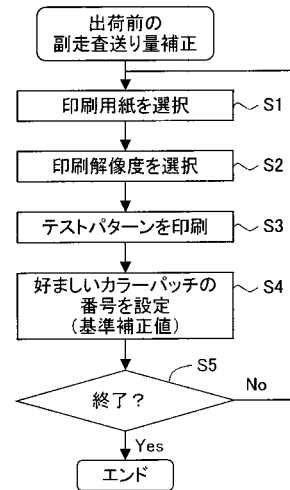 出荷前の
副走査送り量補正
印刷用紙を選択
S1
印刷解像度を選択
S2
テストパターンを印刷
S3
好ましいカラーパッチの
番号を設定
(基準補正値)
S4
S5
終了？
No
Yes
エンド